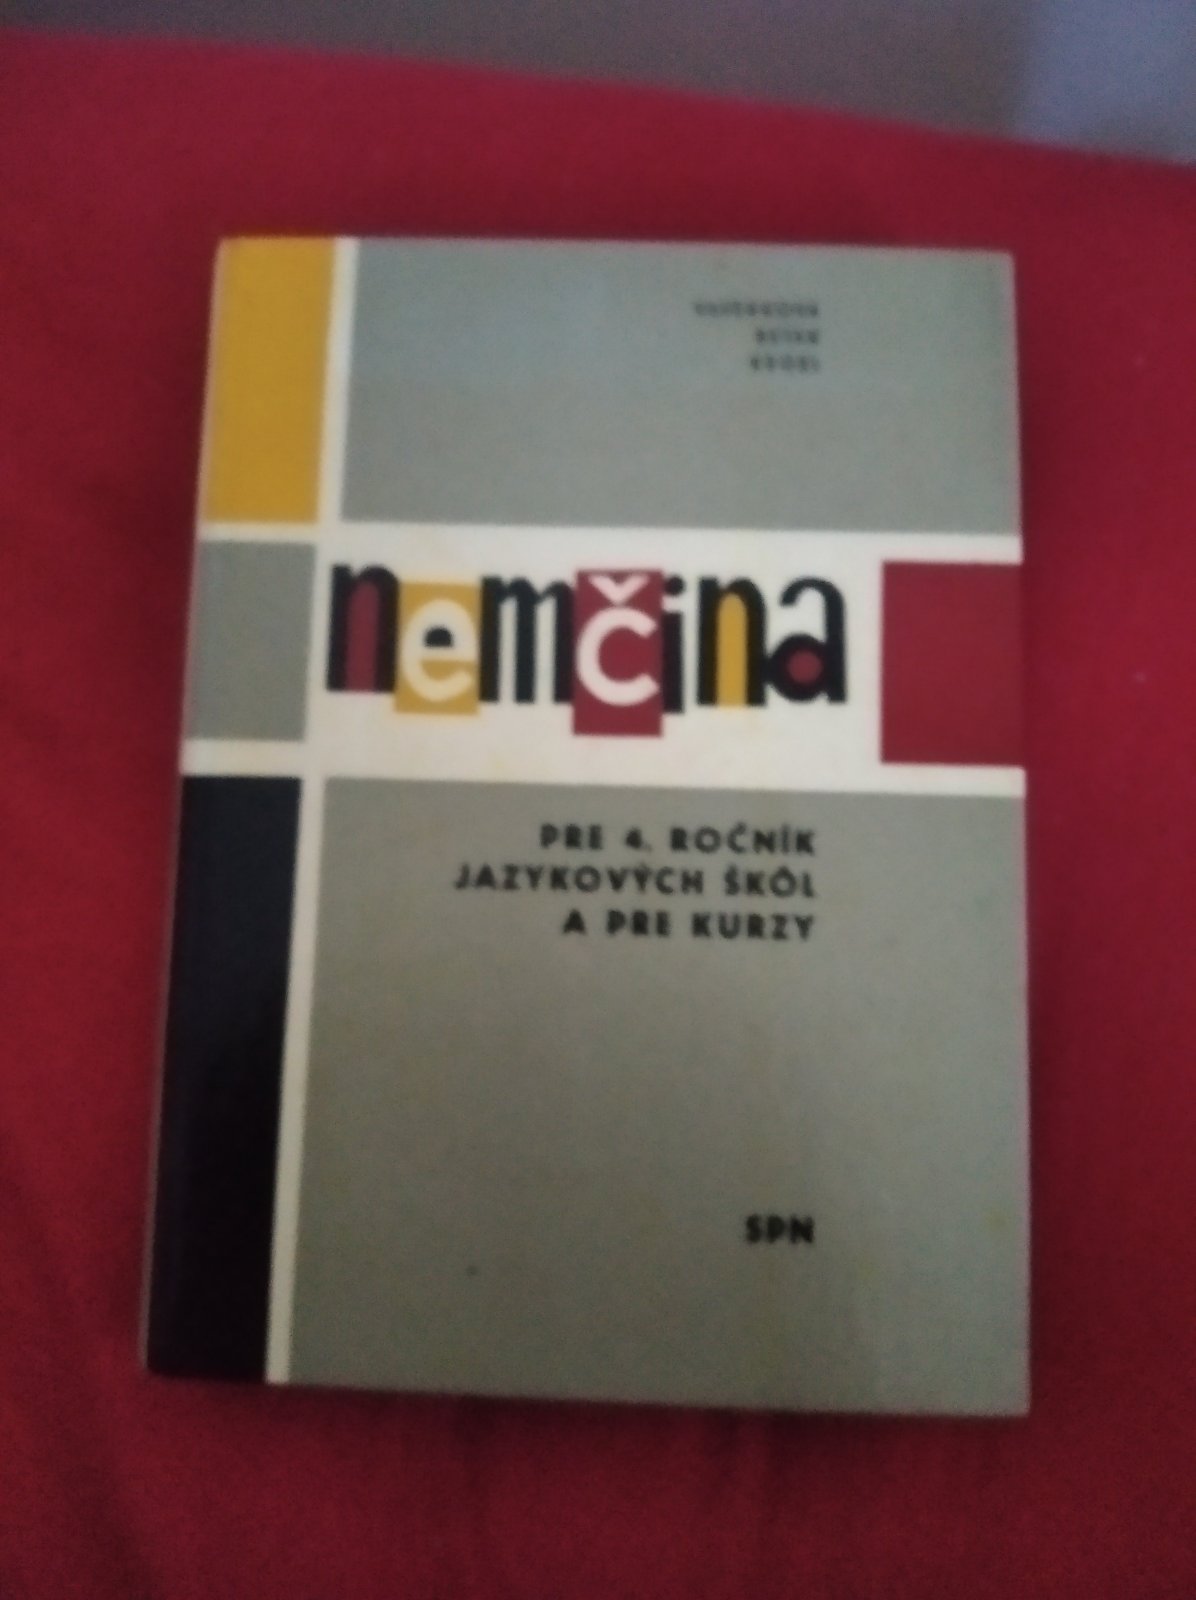 nemčina
PRE 4. ROČNÍK
JAZYKOVÝCH ŠKÔL
A PRE KURZY
SPN